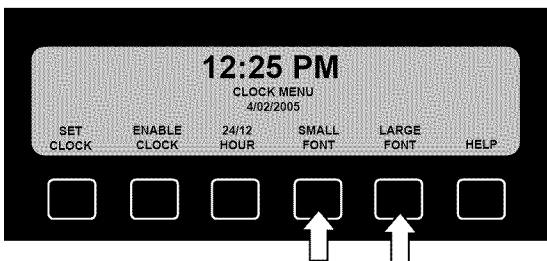 12:25 PM
CLOCK MENU
4/02/2005
SET CLOCK
ENABLE CLOCK
24/12 HOUR
SMALL FONT
LARGE FONT
HELP